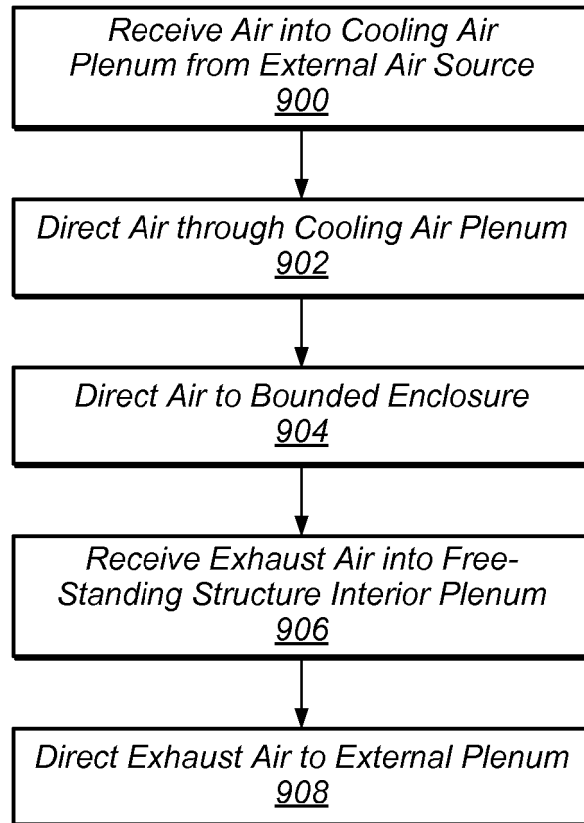 Receive Air into Cooling Air
Plenum from External Air Source
900
Direct Air through Cooling Air Plenum
902
Direct Air to Bounded Enclosure
904
Receive Exhaust Air into Free-
Standing Structure Interior Plenum
906
Direct Exhaust Air to External Plenum
908